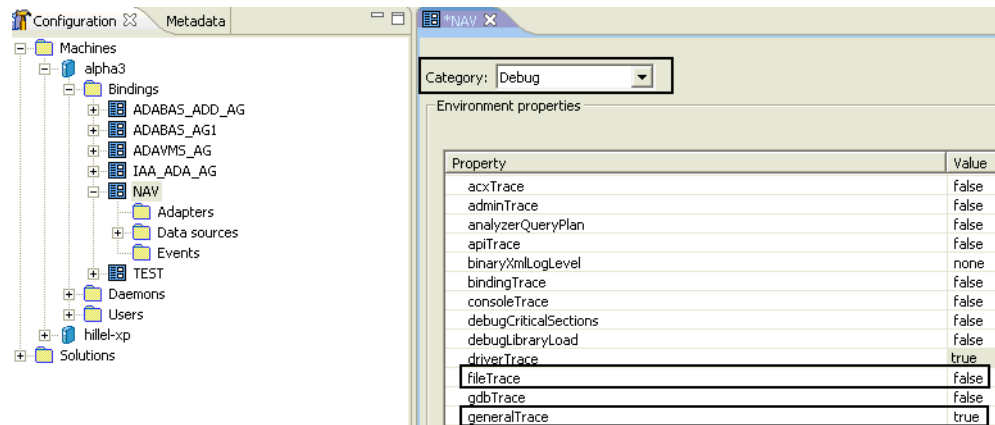 Configuration Metadata
Machines
alpha3
Bindings
ADABAS_ADD_AG
ADABAS_AG1
ADAVMS_AG
IAA_ADA_AG
NAV
Adapters
Data sources
Events
TEST
Daemons
Users
hillel-xp
Solutions
*NAV
Category: Debug
Environment properties
Property Value
acxTrace false
adminTrace false
analyzerQueryPlan false
apiTrace false
binaryXmlLogLevel none
bindingTrace false
consoleTrace false
debugCriticalSections false
debugLibraryLoad false
driverTrace true
fileTrace false
gdbTrace false
generalTrace true